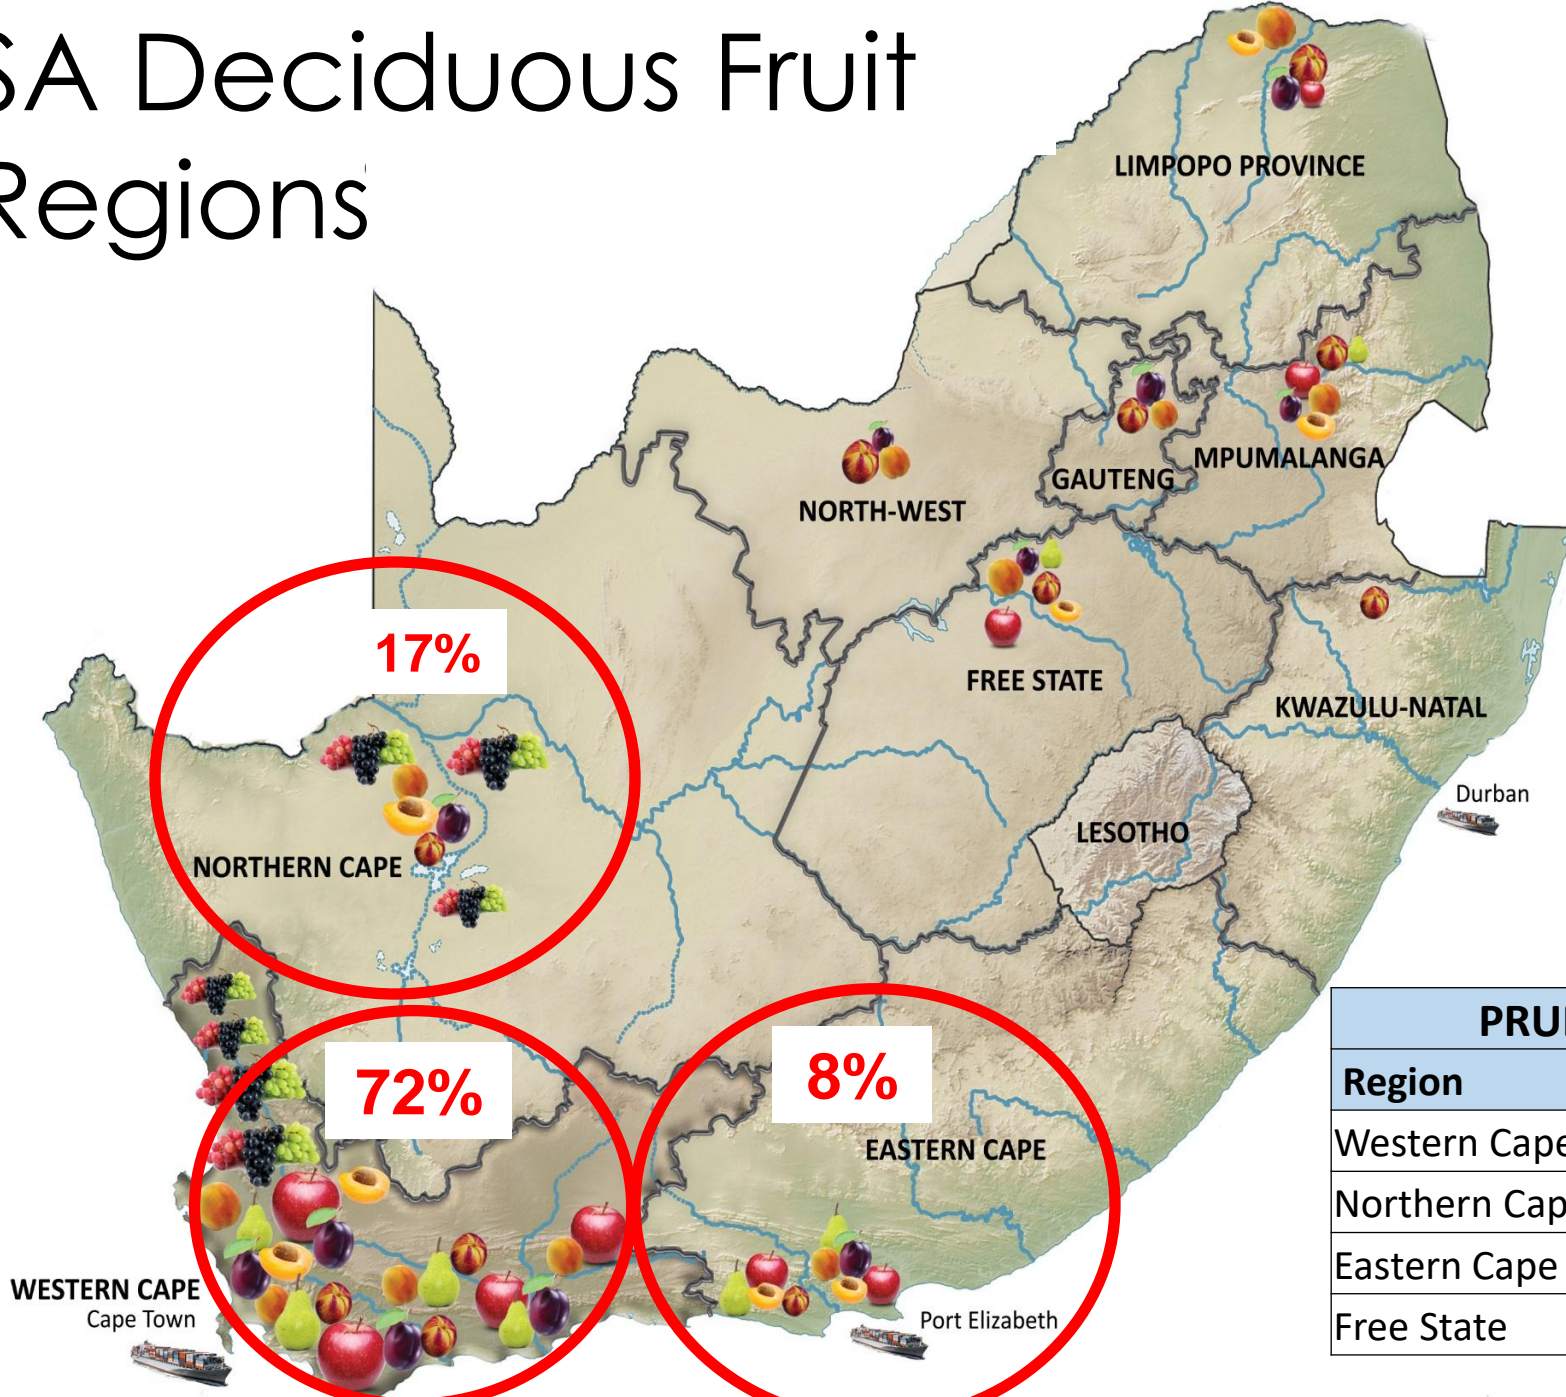 SA Deciduous Fruit
Regions
LIMPOPO PROVINCE
MPUMALANGA
GAUTENG
NORTH-WEST
17%
FREE STATE
KWAZULU-NATAL
Durban
LESOTHO
NORTHERN CAPE
72%
8%
EASTERN CAPE
WESTERN CAPE
Cape Town
Port Elizabeth
Region
Western Cape
Northern Cap
Eastern Cape
Free State